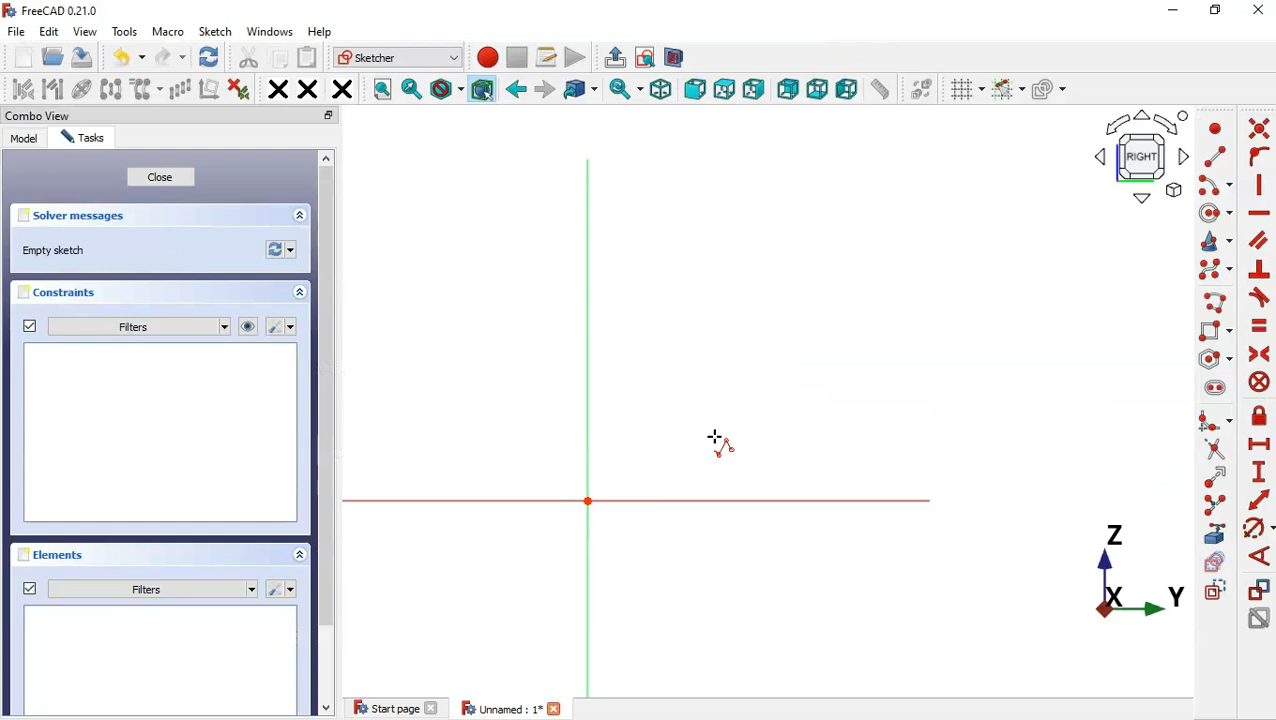 FreeCAD 0.21.0
File Edit View Tools Macro Sketch Windows Help
Sketcher
Combo View
Model Tasks
Close
Solver messages
Empty sketch
Constraints
Filters
Elements
Filters
RIGHT
Z
X Y
Start page Unnamed : 1*